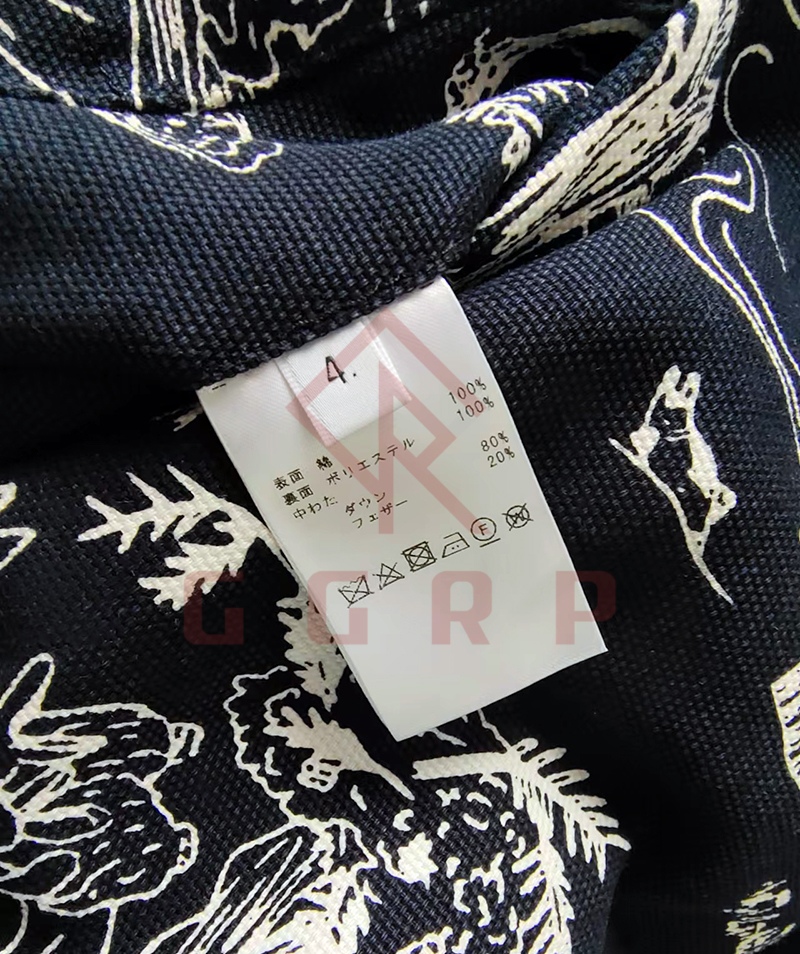 4.
表面 綿 100%
裏面 ポリエステル 100%
中わた ダウン 80%
フェザー 20%
F
W
GGRP